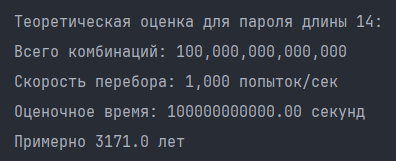 Теоретическая оценка для пароля длины 14:
Всего комбинаций: 100,000,000,000,000
Скорость перебора: 1,000 попыток/сек
Оценочное время: 100000000000.00 секунд
Примерно 3171.0 лет